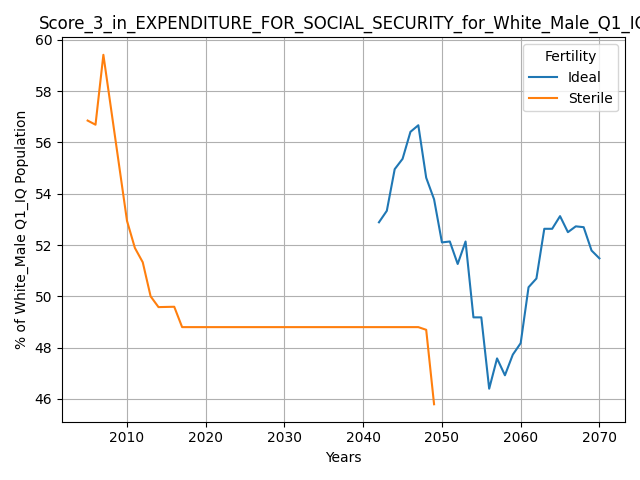 Score_3_in_EXPENDITURE_FOR_SOCIAL_SECURITY_for_White_Male_Q1_IQ
60
58
56
54
52
50
48
46
% of White_Male Q1_IQ Population
Fertility
Ideal
Sterile
2010 2020 2030 2040 2050 2060 2070
Years